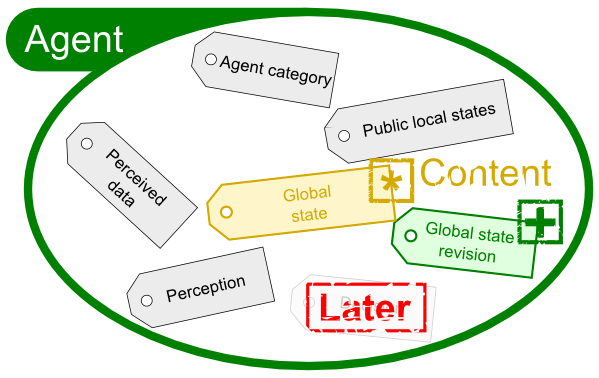 Agent
Agent category
Public local states
Perceived
data
Global
state
* Content
Global state
revision
+
Perception
Later